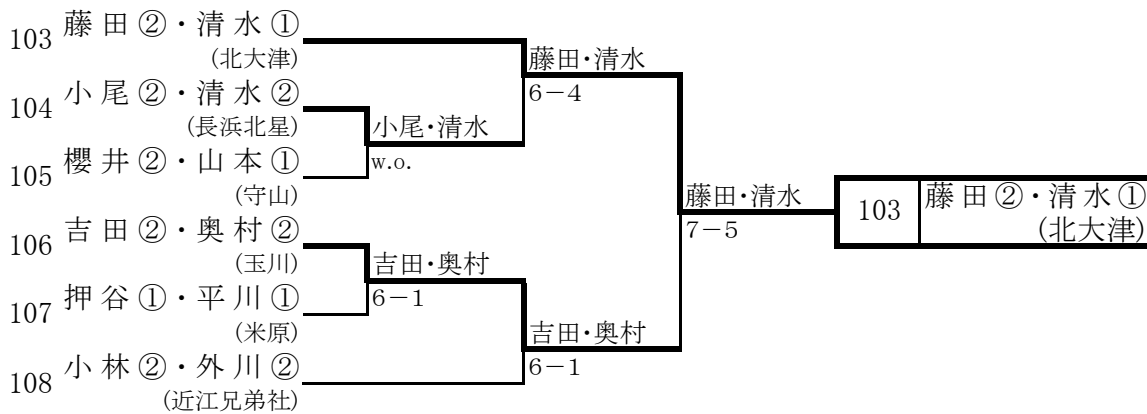 103 藤田②・清水①
(北大津)
104 小尾②・清水②
(長浜北星)
105 櫻井②・山本①
(守山)
106 吉田②・奥村②
(玉川)
107 押谷①・平川①
(米原)
108 小林②・外川②
(近江兄弟社)
小尾・清水
w.o.
吉田・奥村
6－1
藤田・清水
6－4
吉田・奥村
6－1
藤田・清水
7－5
103 藤田②・清水①
(北大津)